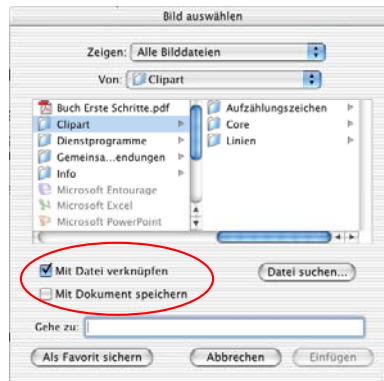 Bild auswählen
Zeigen: Alle Bilddateien
Von: Clipart
Buch Erste Schritte.pdf
Clipart
Dienstprogramme
Gemeinsa...endungen
Info
Microsoft Entourage
Microsoft Excel
Microsoft PowerPoint
Aufzählungszeichen
Core
Linien
Mit Datei verknüpfen
Datei suchen...
Mit Dokument speichern
Gehe zu:
Als Favorit sichern
Abbrechen
Einfügen